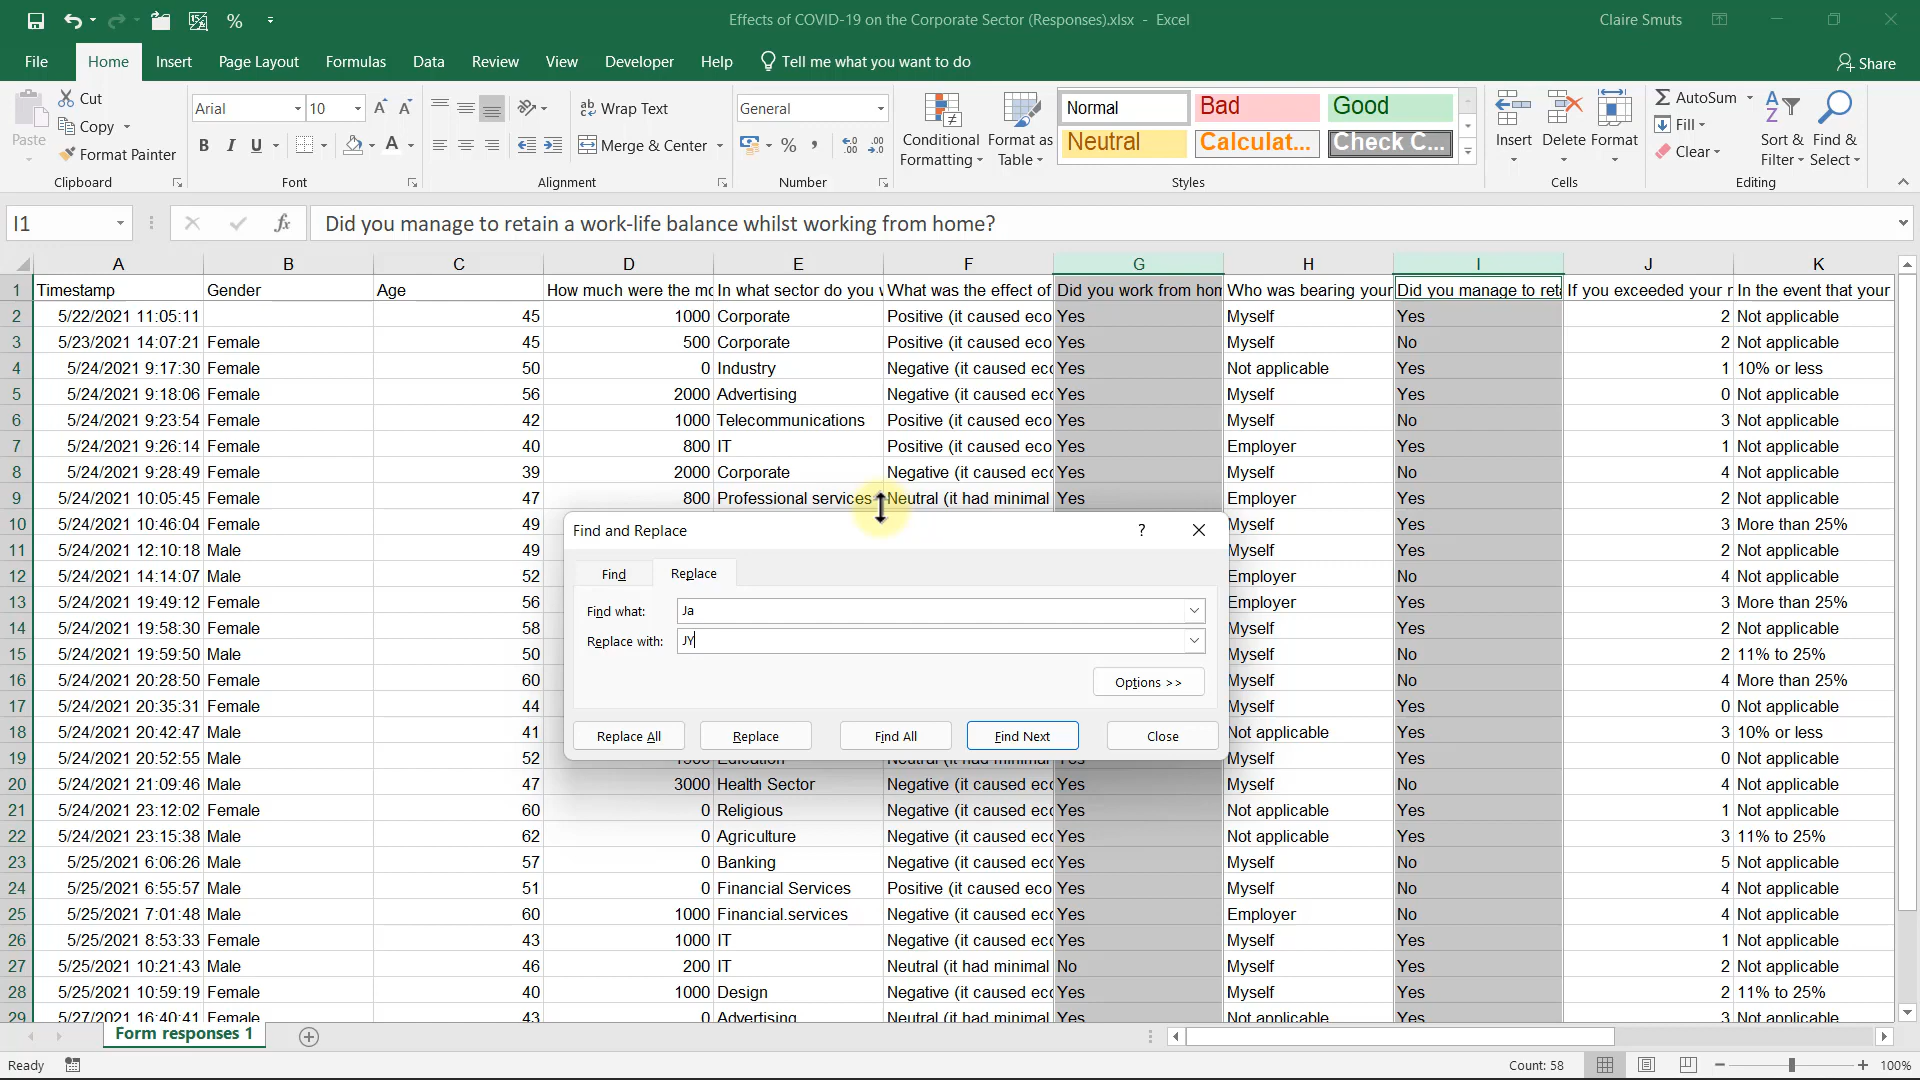 Effects of COVID-19 on the Corporate Sector (Responses).xlsx - Excel
Claire Smuts
File Home Insert Page Layout Formulas Data Review View Developer Help Tell me what you want to do Share
Paste
Cut
Copy
Format Painter
Clipboard
Arial 10
B I U
Font
Wrap Text
Merge & Center
Alignment
General
%
Number
Conditional Formatting
Format as Table
Normal Bad Good
Neutral Calculat... Check C...
Styles
Insert Delete Format
Cells
AutoSum
Fill
Clear
Sort & Filter
Find & Select
Editing
I1 fx Did you manage to retain a work-life balance whilst working from home?
A B C D E F G H I J K
1 Timestamp Gender Age How much were the mo In what sector do you w What was the effect of Did you work from hom Who was bearing your Did you manage to reta If you exceeded your r In the event that your
2 5/22/2021 11:05:11 45 1000 Corporate Positive (it caused eco Yes Myself Yes 2 Not applicable
3 5/23/2021 14:07:21 Female 45 500 Corporate Positive (it caused eco Yes Myself No 2 Not applicable
4 5/24/2021 9:17:30 Female 50 0 Industry Negative (it caused eco Yes Not applicable Yes 1 10% or less
5 5/24/2021 9:18:06 Female 56 2000 Advertising Negative (it caused eco Yes Myself Yes 0 Not applicable
6 5/24/2021 9:23:54 Female 42 1000 Telecommunications Positive (it caused eco Yes Myself No 3 Not applicable
7 5/24/2021 9:26:14 Female 40 800 IT Positive (it caused eco Yes Employer Yes 1 Not applicable
8 5/24/2021 9:28:49 Female 39 2000 Corporate Negative (it caused eco Yes Myself No 4 Not applicable
9 5/24/2021 10:05:45 Female 47 800 Professional services Neutral (it had minimal Yes Employer Yes 2 Not applicable
10 5/24/2021 10:46:04 Female 49 Myself Yes 3 More than 25%
11 5/24/2021 12:10:18 Male 49 Myself Yes 2 Not applicable
12 5/24/2021 14:14:07 Male 52 Employer No 4 Not applicable
13 5/24/2021 19:49:12 Female 56 Employer Yes 3 More than 25%
14 5/24/2021 19:58:30 Female 58 Myself Yes 2 Not applicable
15 5/24/2021 19:59:50 Male 50 Myself No 2 11% to 25%
16 5/24/2021 20:28:50 Female 60 Myself No 4 More than 25%
17 5/24/2021 20:35:31 Female 44 Myself Yes 0 Not applicable
18 5/24/2021 20:42:47 Male 41 Not applicable Yes 3 10% or less
19 5/24/2021 20:52:55 Male 52 1500 Education Neutral (it had minimal Yes Myself Yes 0 Not applicable
20 5/24/2021 21:09:46 Male 47 3000 Health Sector Negative (it caused eco Yes Myself No 4 Not applicable
21 5/24/2021 23:12:02 Female 60 0 Religious Negative (it caused eco Yes Not applicable Yes 1 Not applicable
22 5/24/2021 23:15:38 Male 62 0 Agriculture Negative (it caused eco Yes Not applicable Yes 3 11% to 25%
23 5/25/2021 6:06:26 Male 57 0 Banking Negative (it caused eco Yes Myself No 5 Not applicable
24 5/25/2021 6:55:57 Male 51 0 Financial Services Positive (it caused eco Yes Myself No 4 Not applicable
25 5/25/2021 7:01:48 Male 60 1000 Financial.services Negative (it caused eco Yes Employer No 4 Not applicable
26 5/25/2021 8:53:33 Female 43 1000 IT Negative (it caused eco Yes Myself Yes 1 Not applicable
27 5/25/2021 10:21:43 Male 46 200 IT Neutral (it had minimal No Myself Yes 2 Not applicable
28 5/25/2021 10:59:19 Female 40 1000 Design Negative (it caused eco Yes Myself Yes 2 11% to 25%
29 5/27/2021 16:40:41 Female 43 0 Advertising Neutral (it had minimal Yes Not applicable Yes 3 Not applicable
Find and Replace ?
Find Replace
Find what: Ja
Replace with: JY
Options >>
Replace All Replace Find All Find Next Close
Form responses 1
Ready Count: 58 100%